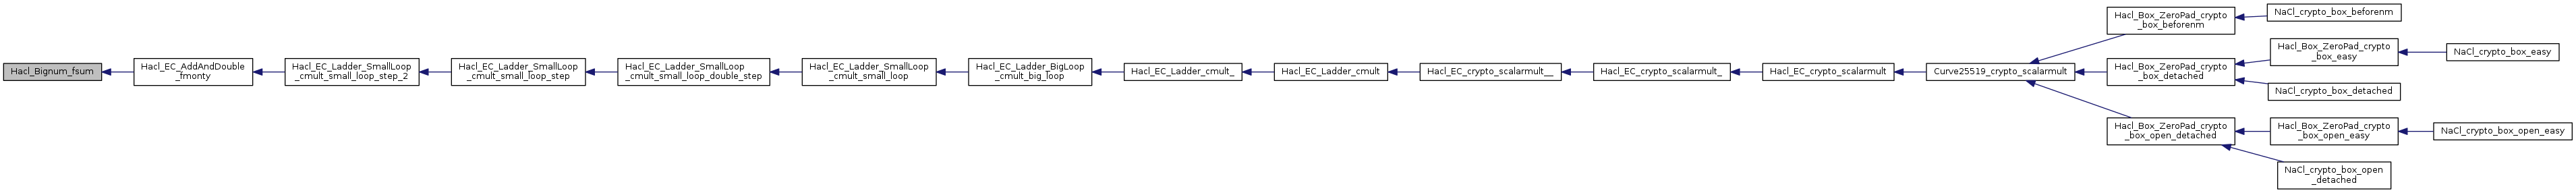 Hacl_Bignum_fsum
Hacl_EC_AddAndDouble
_fmonty
Hacl_EC_Ladder_SmallLoop
_cmult_small_loop_step_2
Hacl_EC_Ladder_SmallLoop
_cmult_small_loop_step
Hacl_EC_Ladder_SmallLoop
_cmult_small_loop_double_step
Hacl_EC_Ladder_SmallLoop
_cmult_small_loop
Hacl_EC_Ladder_BigLoop
_cmult_big_loop
Hacl_EC_Ladder_cmult_
Hacl_EC_Ladder_cmult
Hacl_EC_crypto_scalarmult__
Hacl_EC_crypto_scalarmult_
Hacl_EC_crypto_scalarmult
Curve25519_crypto_scalarmult
Hacl_Box_ZeroPad_crypto
_box_beforenm
NaCl_crypto_box_beforenm
Hacl_Box_ZeroPad_crypto
_box_detached
Hacl_Box_ZeroPad_crypto
_box_easy
NaCl_crypto_box_easy
NaCl_crypto_box_detached
Hacl_Box_ZeroPad_crypto
_box_open_detached
Hacl_Box_ZeroPad_crypto
_box_open_easy
NaCl_crypto_box_open_easy
NaCl_crypto_box_open
_detached